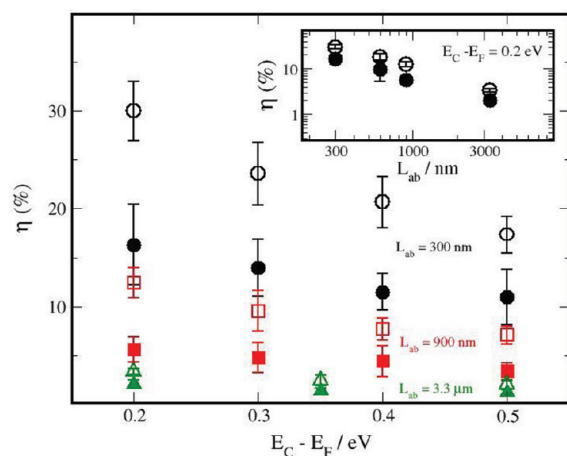 E_C -E_F = 0.2 eV
η (%)
10
1
300
1000
3000
L_ab / nm
η (%)
30
20
10
L_ab = 300 nm
L_ab = 900 nm
L_ab = 3.3 μm
0.2
0.3
0.4
0.5
E_C - E_F / eV